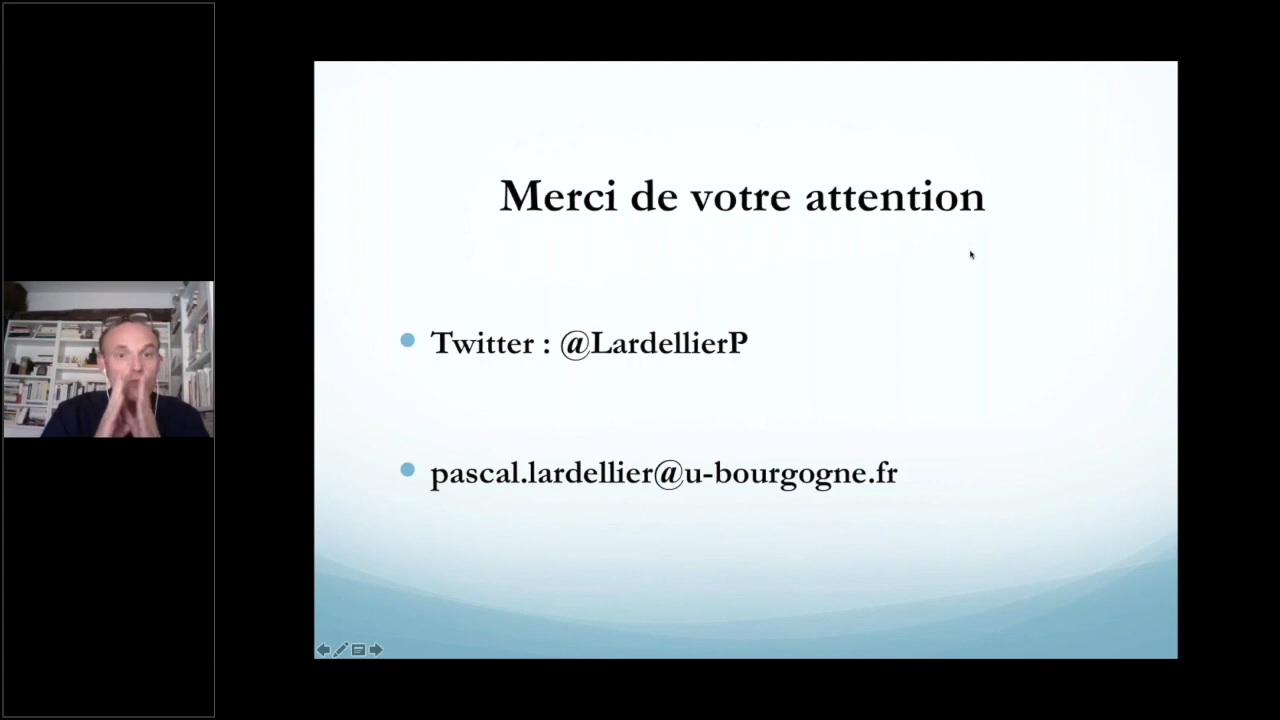 Merci de votre attention
Twitter : @LardellierP
pascal.lardellier@u-bourgogne.fr